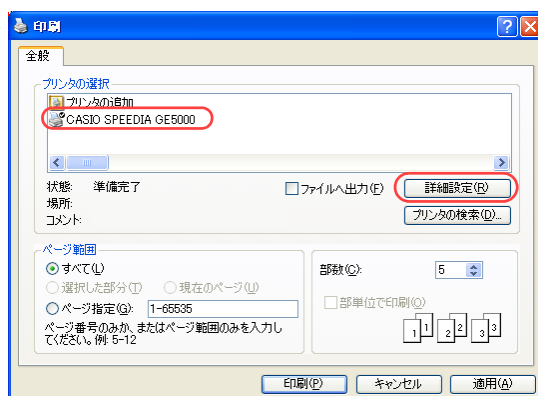 印刷
全般
プリンタの選択
プリンタの追加
CASIO SPEEDIA GE5000
状態: 準備完了
場所:
コメント:
ファイルへ出力(F)
詳細設定(R)
プリンタの検索(D)...
ページ範囲
すべて(L)
選択した部分(T) 現在のページ(U)
ページ指定(G): 1-65535
ページ番号のみか、またはページ範囲のみを入力し
てください。例: 5-12
部数(C): 5
部単位で印刷(O)
1 1 2 2 3 3
印刷(P) キャンセル 適用(A)